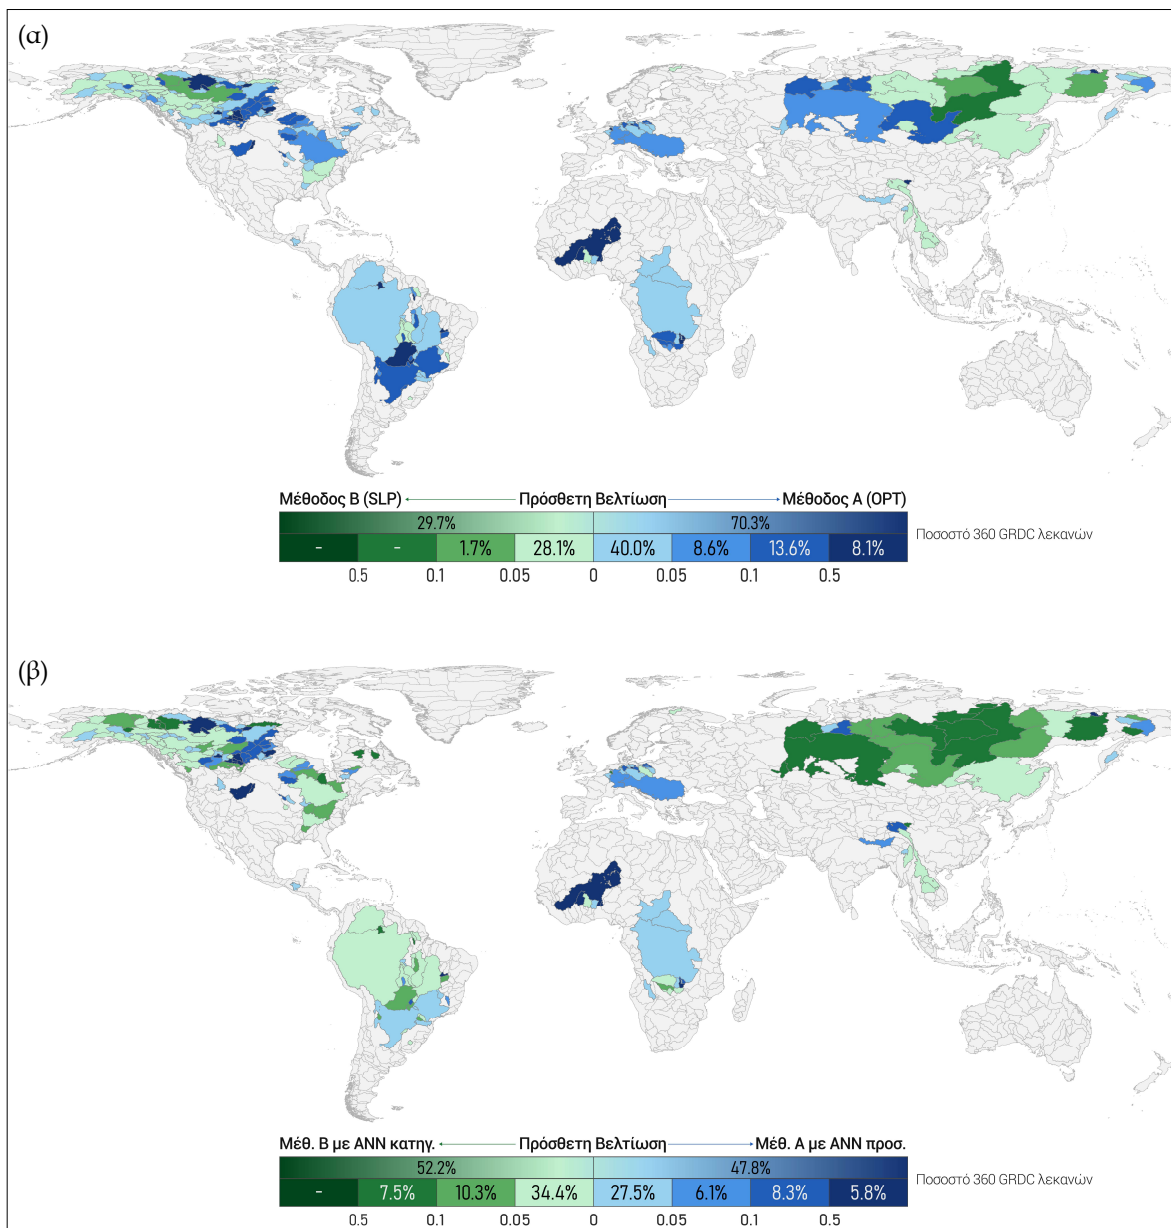 (α)
Μέθοδος Β (SLP) Πρόσθετη Βελτίωση Μέθοδος Α (OPT)
29.7% 70.3%
Ποσοστό 360 GRDC λεκανών
- - 1.7% 28.1% 40.0% 8.6% 13.6% 8.1%
0.5 0.1 0.05 0 0.05 0.1 0.5
(β)
Μέθ. Β με ANN κατηγ. Πρόσθετη Βελτίωση Μέθ. Α με ANN προσ.
52.2% 47.8%
Ποσοστό 360 GRDC λεκανών
- 7.5% 10.3% 34.4% 27.5% 6.1% 8.3% 5.8%
0.5 0.1 0.05 0 0.05 0.1 0.5